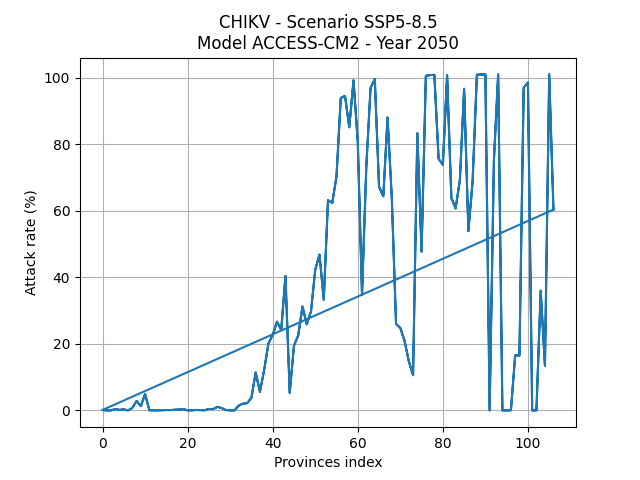 CHIKV - Scenario SSP5-8.5
Model ACCESS-CM2 - Year 2050
Attack rate (%)
100
80
60
40
20
0
0 20 40 60 80 100
Provinces index